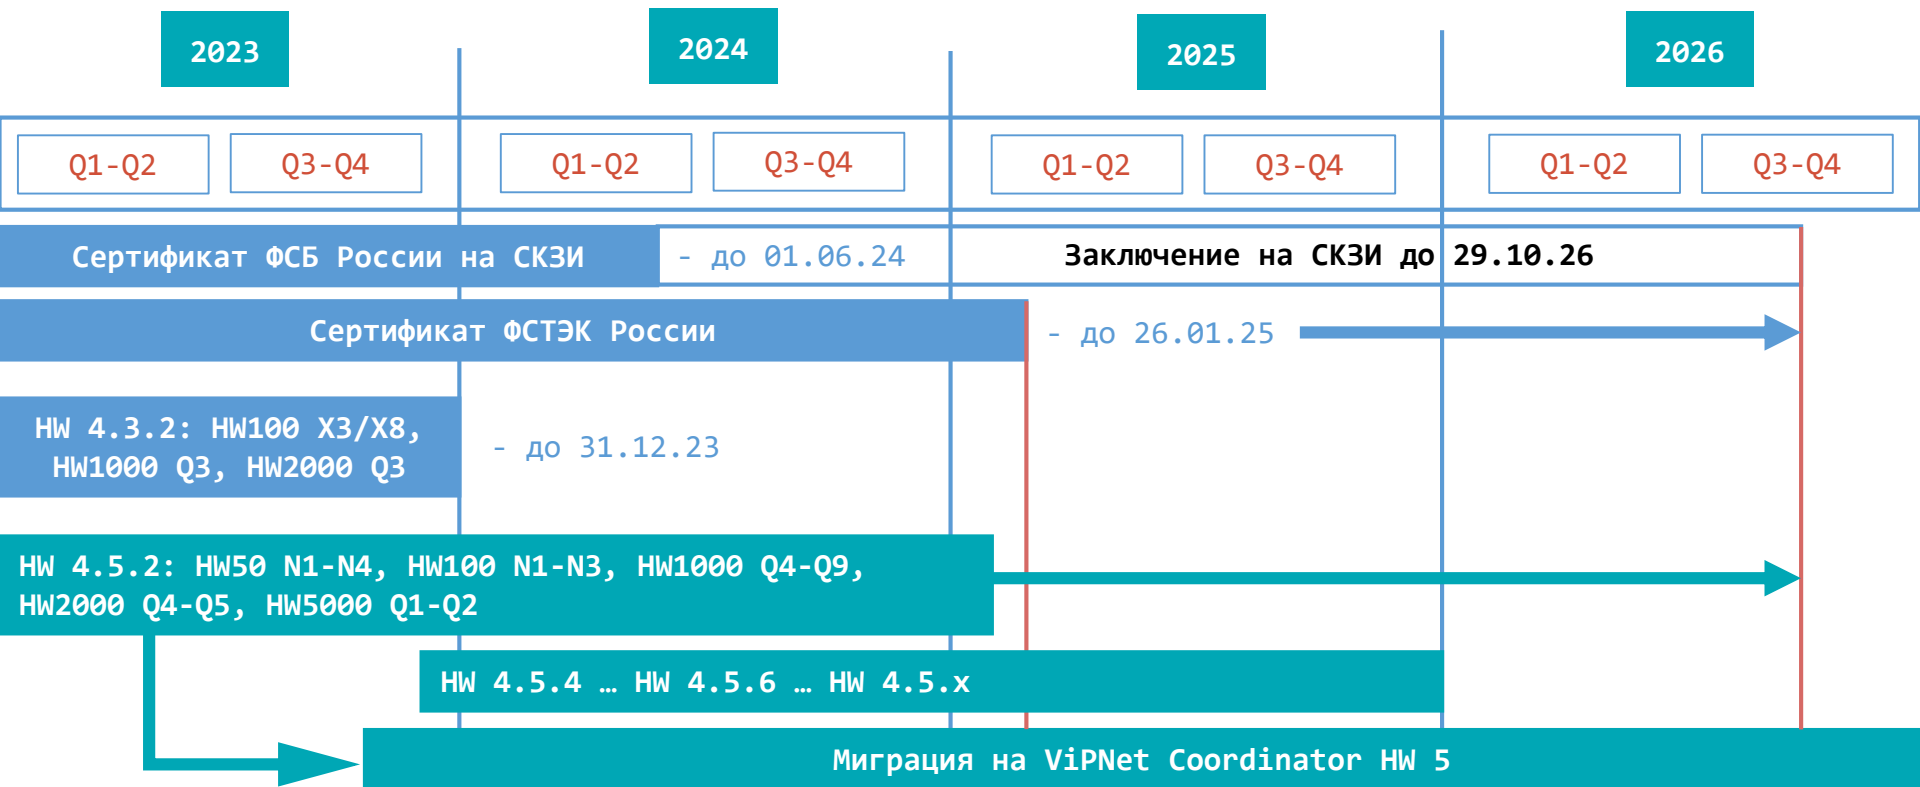 2023
2024
2025
2026
Q1-Q2
Q3-Q4
Q1-Q2
Q3-Q4
Q1-Q2
Q3-Q4
Q1-Q2
Q3-Q4
Сертификат ФСБ России на СКЗИ
- до 01.06.24
Заключение на СКЗИ до 29.10.26
Сертификат ФСТЭК России
- до 26.01.25
HW 4.3.2: HW100 X3/X8,
HW1000 Q3, HW2000 Q3
- до 31.12.23
HW 4.5.2: HW50 N1-N4, HW100 N1-N3, HW1000 Q4-Q9,
HW2000 Q4-Q5, HW5000 Q1-Q2
HW 4.5.4 … HW 4.5.6 … HW 4.5.x
Миграция на ViPNet Coordinator HW 5